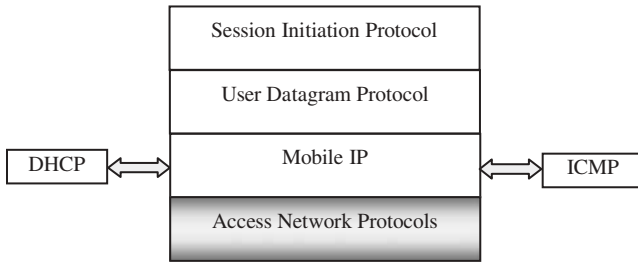 Session Initiation Protocol
User Datagram Protocol
DHCP
Mobile IP
ICMP
Access Network Protocols